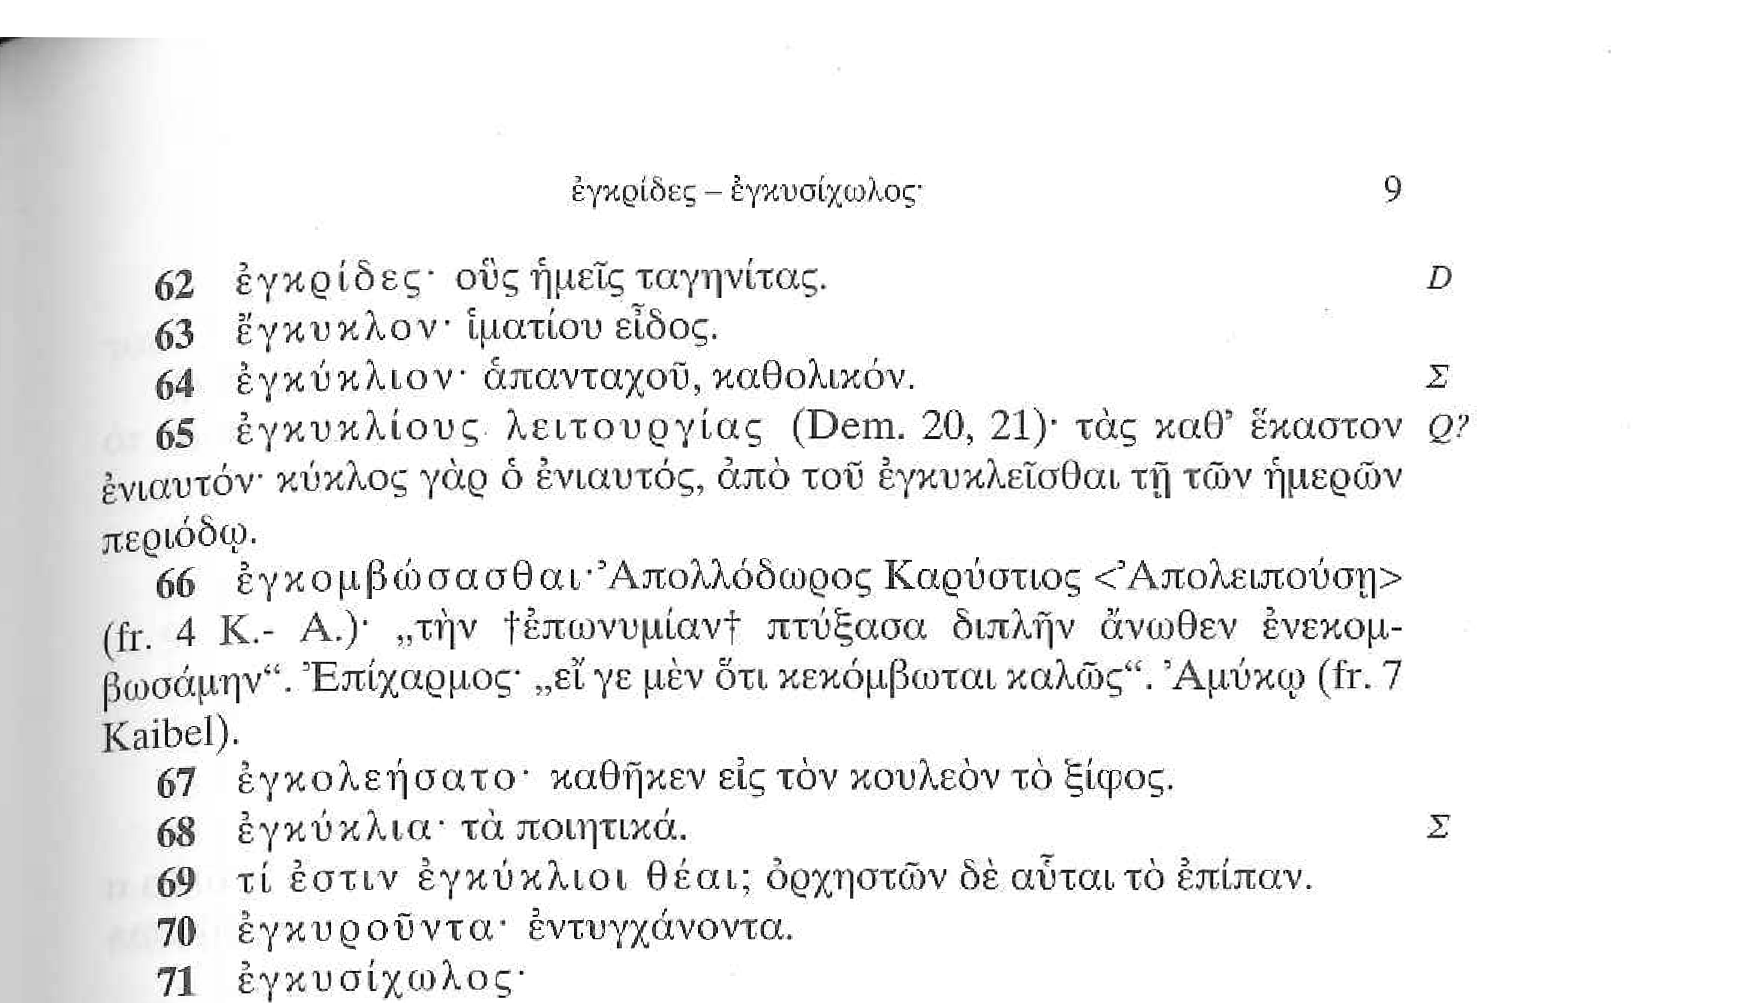 ἐγκρίδες – ἐγκυσίχωλος· 9
62 ἐγκρίδες· οὓς ἡμεῖς ταγηνίτας. D
63 ἔγκυκλον· ἱματίου εἶδος.
64 ἐγκύκλιον· ἁπανταχοῦ, καθολικόν. Σ
65 ἐγκυκλίους λειτουργίας (Dem. 20, 21)· τὰς καθ’ ἕκαστον Q?
ἐνιαυτόν· κύκλος γὰρ ὁ ἐνιαυτός, ἀπὸ τοῦ ἐγκυκλεῖσθαι τῇ τῶν ἡμερῶν
περιόδῳ.
66 ἐγκομβώσασθαι· Ἀπολλόδωρος Καρύστιος <Ἀπολειπούσῃ>
(fr. 4 K.- A.)· „τὴν †ἐπωνυμίαν† πτύξασα διπλῆν ἄνωθεν ἐνεκομ-
βωσάμην“. Ἐπίχαρμος· „εἴ γε μὲν ὅτι κεκόμβωται καλῶς“. Ἀμύκῳ (fr. 7
Kaibel).
67 ἐγκολεήσατο· καθῆκεν εἰς τὸν κουλεὸν τὸ ξίφος.
68 ἐγκύκλια· τὰ ποιητικά. Σ
69 τί ἐστιν ἐγκύκλιοι θέαι; ὀρχηστῶν δὲ αὗται τὸ ἐπίπαν.
70 ἐγκυροῦντα· ἐντυγχάνοντα.
71 ἐγκυσίχωλος·